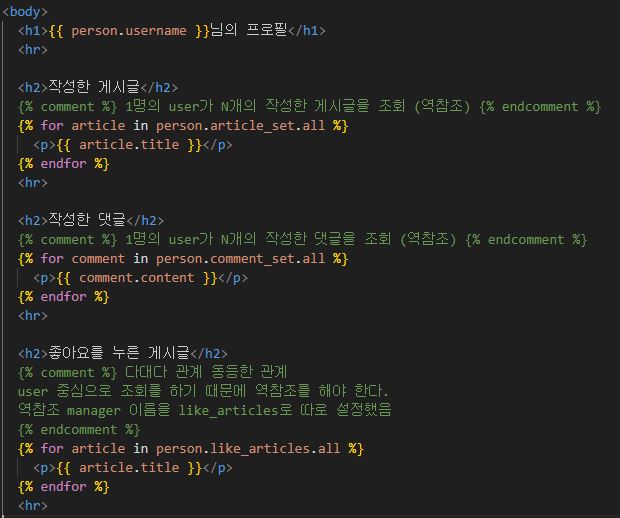 <body>
<h1>{{ person.username }}님의 프로필</h1>
<hr>
<h2>작성한 게시글</h2>
{% comment %} 1명의 user가 N개의 작성한 게시글을 조회 (역참조) {% endcomment %}
{% for article in person.article_set.all %}
<p>{{ article.title }}</p>
{% endfor %}
<hr>
<h2>작성한 댓글</h2>
{% comment %} 1명의 user가 N개의 작성한 댓글을 조회 (역참조) {% endcomment %}
{% for comment in person.comment_set.all %}
<p>{{ comment.content }}</p>
{% endfor %}
<hr>
<h2>좋아요를 누른 게시글</h2>
{% comment %} 다대다 관계 동등한 관계
user 중심으로 조회를 하기 때문에 역참조를 해야 한다.
역참조 manager 이름을 like_articles로 따로 설정했음
{% endcomment %}
{% for article in person.like_articles.all %}
<p>{{ article.title }}</p>
{% endfor %}
<hr>